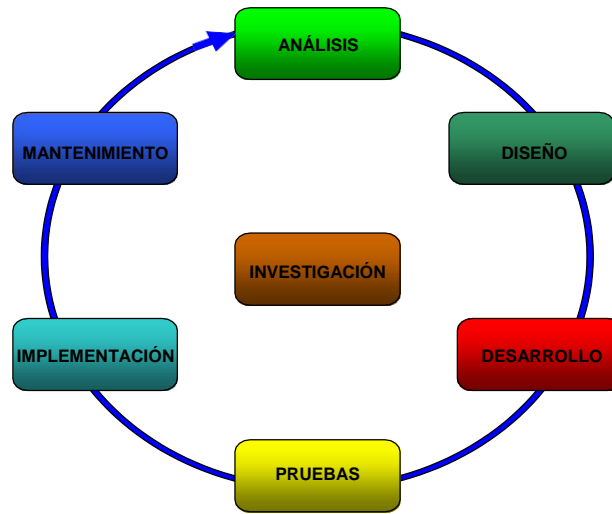 ANÁLISIS
MANTENIMIENTO
DISEÑO
INVESTIGACIÓN
IMPLEMENTACIÓN
DESARROLLO
PRUEBAS